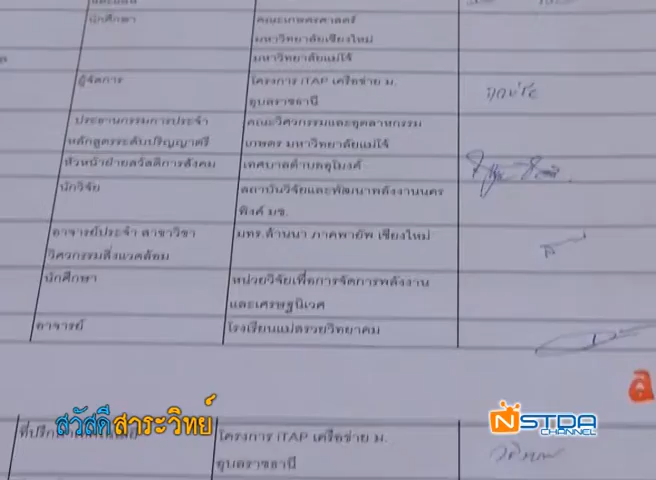 นักศึกษา
คณะเกษตรศาสตร์
มหาวิทยาลัยเชียงใหม่
มหาวิทยาลัยแม่โจ้
ผู้จัดการ
โครงการ iTAP เครือข่าย ม.
อุบลราชธานี
ประธานกรรมการประจำ
หลักสูตรระดับปริญญาตรี
คณะวิศวกรรมและอุตสาหกรรม
เกษตร มหาวิทยาลัยแม่โจ้
หัวหน้าฝ่ายสวัสดิการสังคม
เทศบาลตำบลอุโมงค์
นักวิจัย
สถาบันวิจัยและพัฒนาพลังงานนคร
พิงค์ มช.
อาจารย์ประจำ สาขาวิชา
วิศวกรรมสิ่งแวดล้อม
มทร.ล้านนา ภาคพายัพ เชียงใหม่
นักศึกษา
หน่วยวิจัยเพื่อการจัดการพลังงาน
และเศรษฐนิเวศ
อาจารย์
โรงเรียนแม่สรวยวิทยาคม
โครงการ iTAP เครือข่าย ม.
อุบลราชธานี
สวัสดีสาระวิทย์
NSTDA
CHANNEL